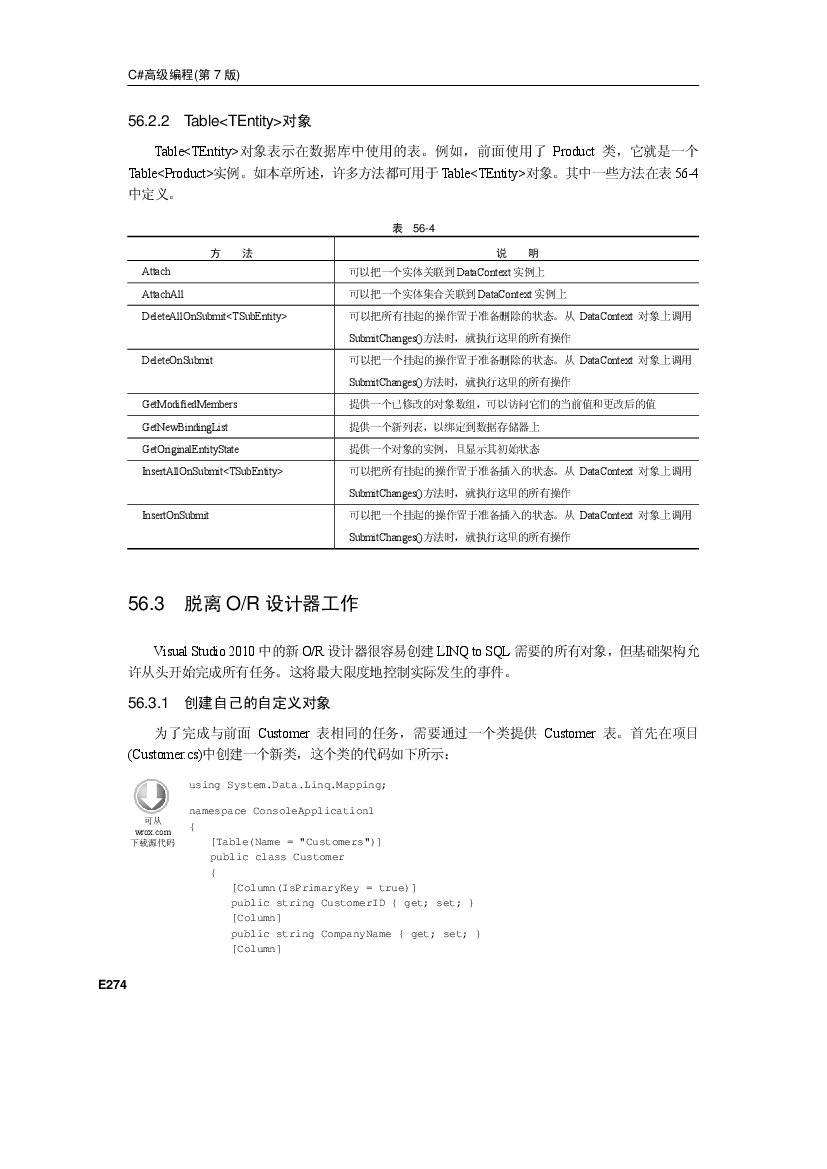 C#高级编程(第 7 版)
56.2.2 Table<TEntity>对象
Table<TEntity>对象表示在数据库中使用的表。例如，前面使用了 Product 类，它就是一个
Table<Product>实例。如本章所述，许多方法都可用于 Table<TEntity>对象。其中一些方法在表 56-4
中定义。
表 56-4
方 法 说 明
Attach 可以把一个实体关联到 DataContext 实例上
AttachAll 可以把一个实体集合关联到 DataContext 实例上
DeleteAllOnSubmit<TSubEntity> 可以把所有挂起的操作置于准备删除的状态。从 DataContext 对象上调用
SubmitChanges()方法时，就执行这里的所有操作
DeleteOnSubmit 可以把一个挂起的操作置于准备删除的状态。从 DataContext 对象上调用
SubmitChanges()方法时，就执行这里的所有操作
GetModifiedMembers 提供一个已修改的对象数组，可以访问它们的当前值和更改后的值
GetNewBindingList 提供一个新列表，以绑定到数据存储器上
GetOriginalEntityState 提供一个对象的实例，且显示其初始状态
InsertAllOnSubmit<TSubEntity> 可以把所有挂起的操作置于准备插入的状态。从 DataContext 对象上调用
SubmitChanges()方法时，就执行这里的所有操作
InsertOnSubmit 可以把一个挂起的操作置于准备插入的状态。从 DataContext 对象上调用
SubmitChanges()方法时，就执行这里的所有操作
56.3 脱离 O/R 设计器工作
Visual Studio 2010 中的新 O/R 设计器很容易创建 LINQ to SQL 需要的所有对象，但基础架构允
许从头开始完成所有任务。这将最大限度地控制实际发生的事件。
56.3.1 创建自己的自定义对象
为了完成与前面 Customer 表相同的任务，需要通过一个类提供 Customer 表。首先在项目
(Customer.cs)中创建一个新类，这个类的代码如下所示：
可从
wrox.com
下载源代码
using System.Data.Linq.Mapping;
namespace ConsoleApplication1
{
[Table(Name = "Customers")]
public class Customer
{
[Column(IsPrimaryKey = true)]
public string CustomerID { get; set; }
[Column]
public string CompanyName { get; set; }
[Column]
E274